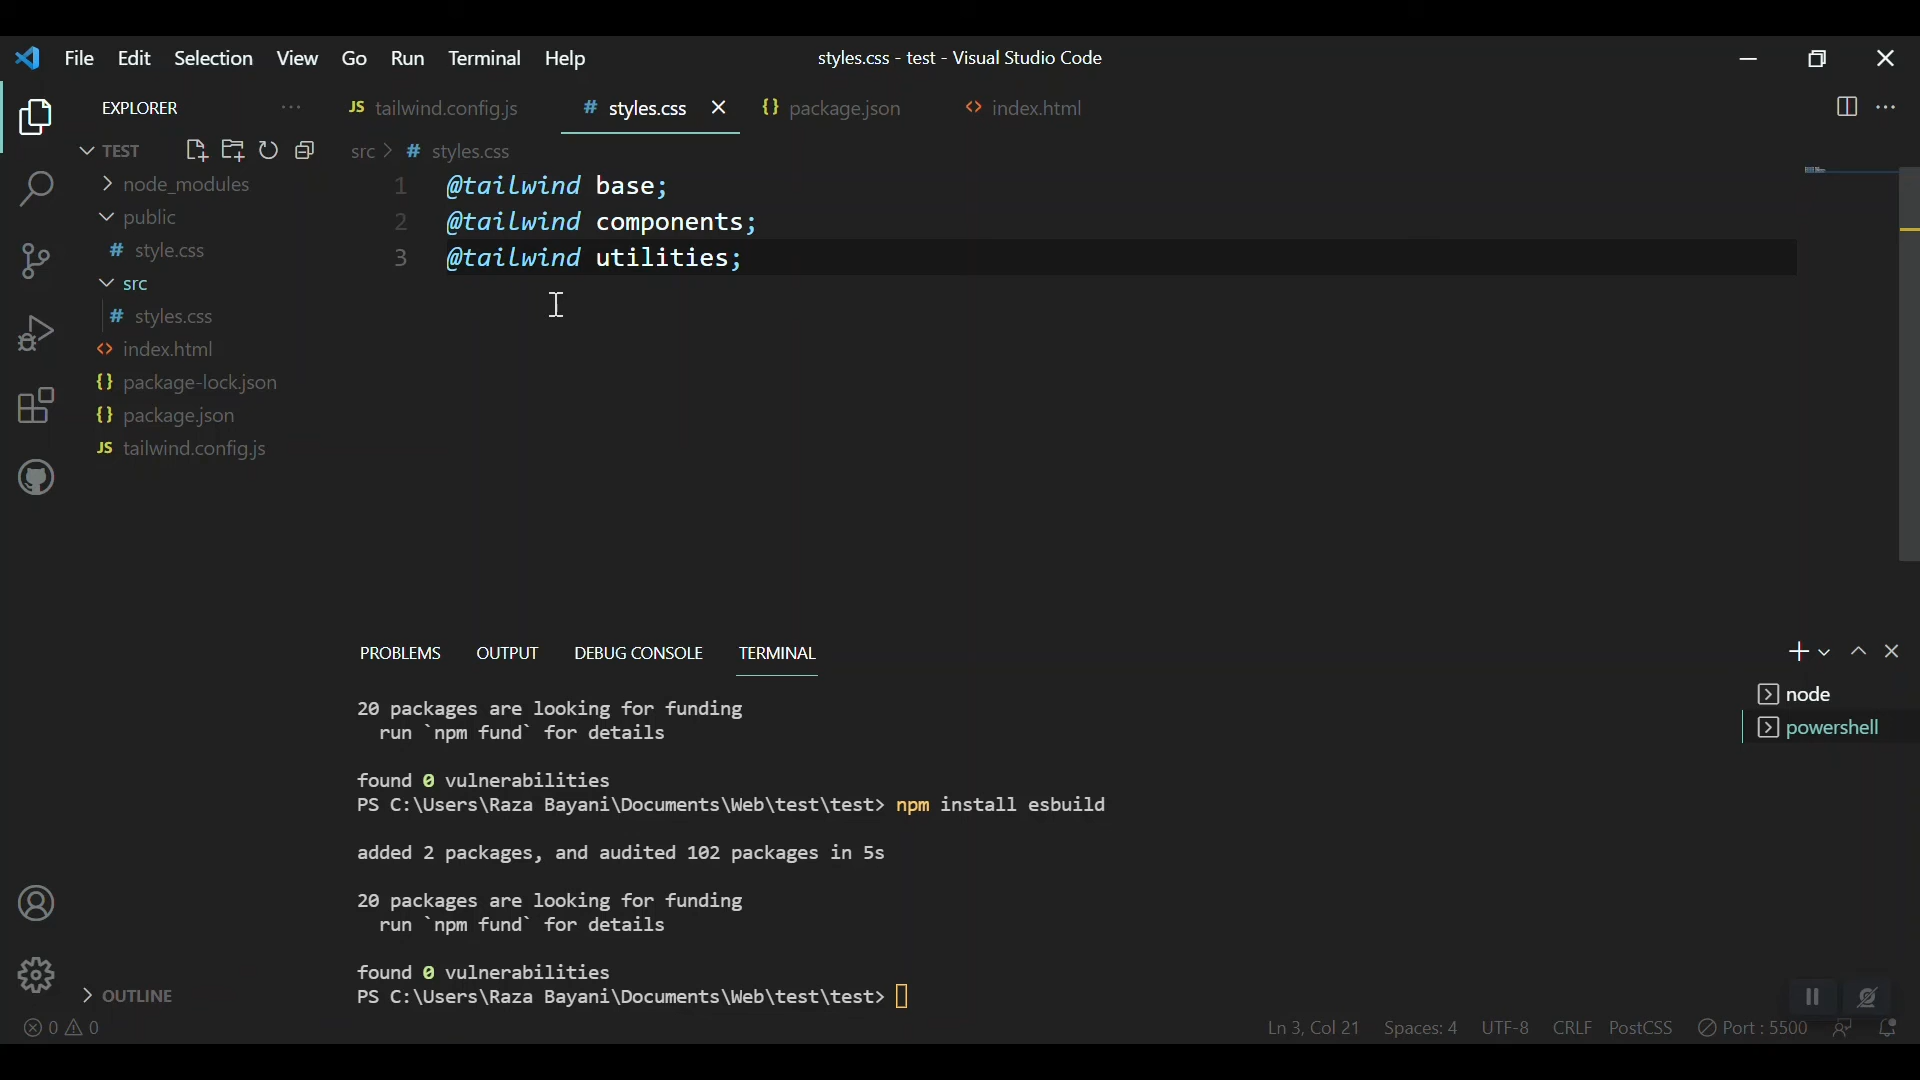 File Edit Selection View Go Run Terminal Help styles.css - test - Visual Studio Code
EXPLORER ··· JS tailwind.config.js # styles.css {} package.json <> index.html
TEST src > # styles.css
node_modules
public
# style.css
src
# styles.css
<> index.html
{} package-lock.json
{} package.json
JS tailwind.config.js
1 @tailwind base;
2 @tailwind components;
3 @tailwind utilities;
PROBLEMS OUTPUT DEBUG CONSOLE TERMINAL
node
powershell
20 packages are looking for funding
run `npm fund` for details
found 0 vulnerabilities
PS C:\Users\Raza Bayani\Documents\Web\test\test> npm install esbuild
added 2 packages, and audited 102 packages in 5s
20 packages are looking for funding
run `npm fund` for details
found 0 vulnerabilities
PS C:\Users\Raza Bayani\Documents\Web\test\test>
OUTLINE
0 0 Ln 3, Col 21 Spaces: 4 UTF-8 CRLF PostCSS Port : 5500